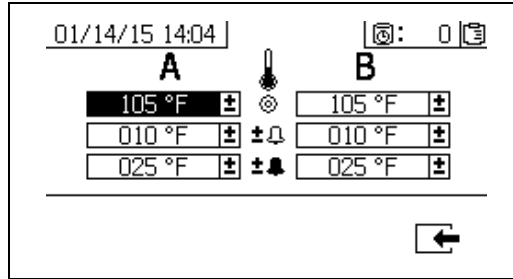 01/14/15 14:04 : 0
A B
105 °F ± 105 °F ±
010 °F ± ± 010 °F ±
025 °F ± ± 025 °F ±